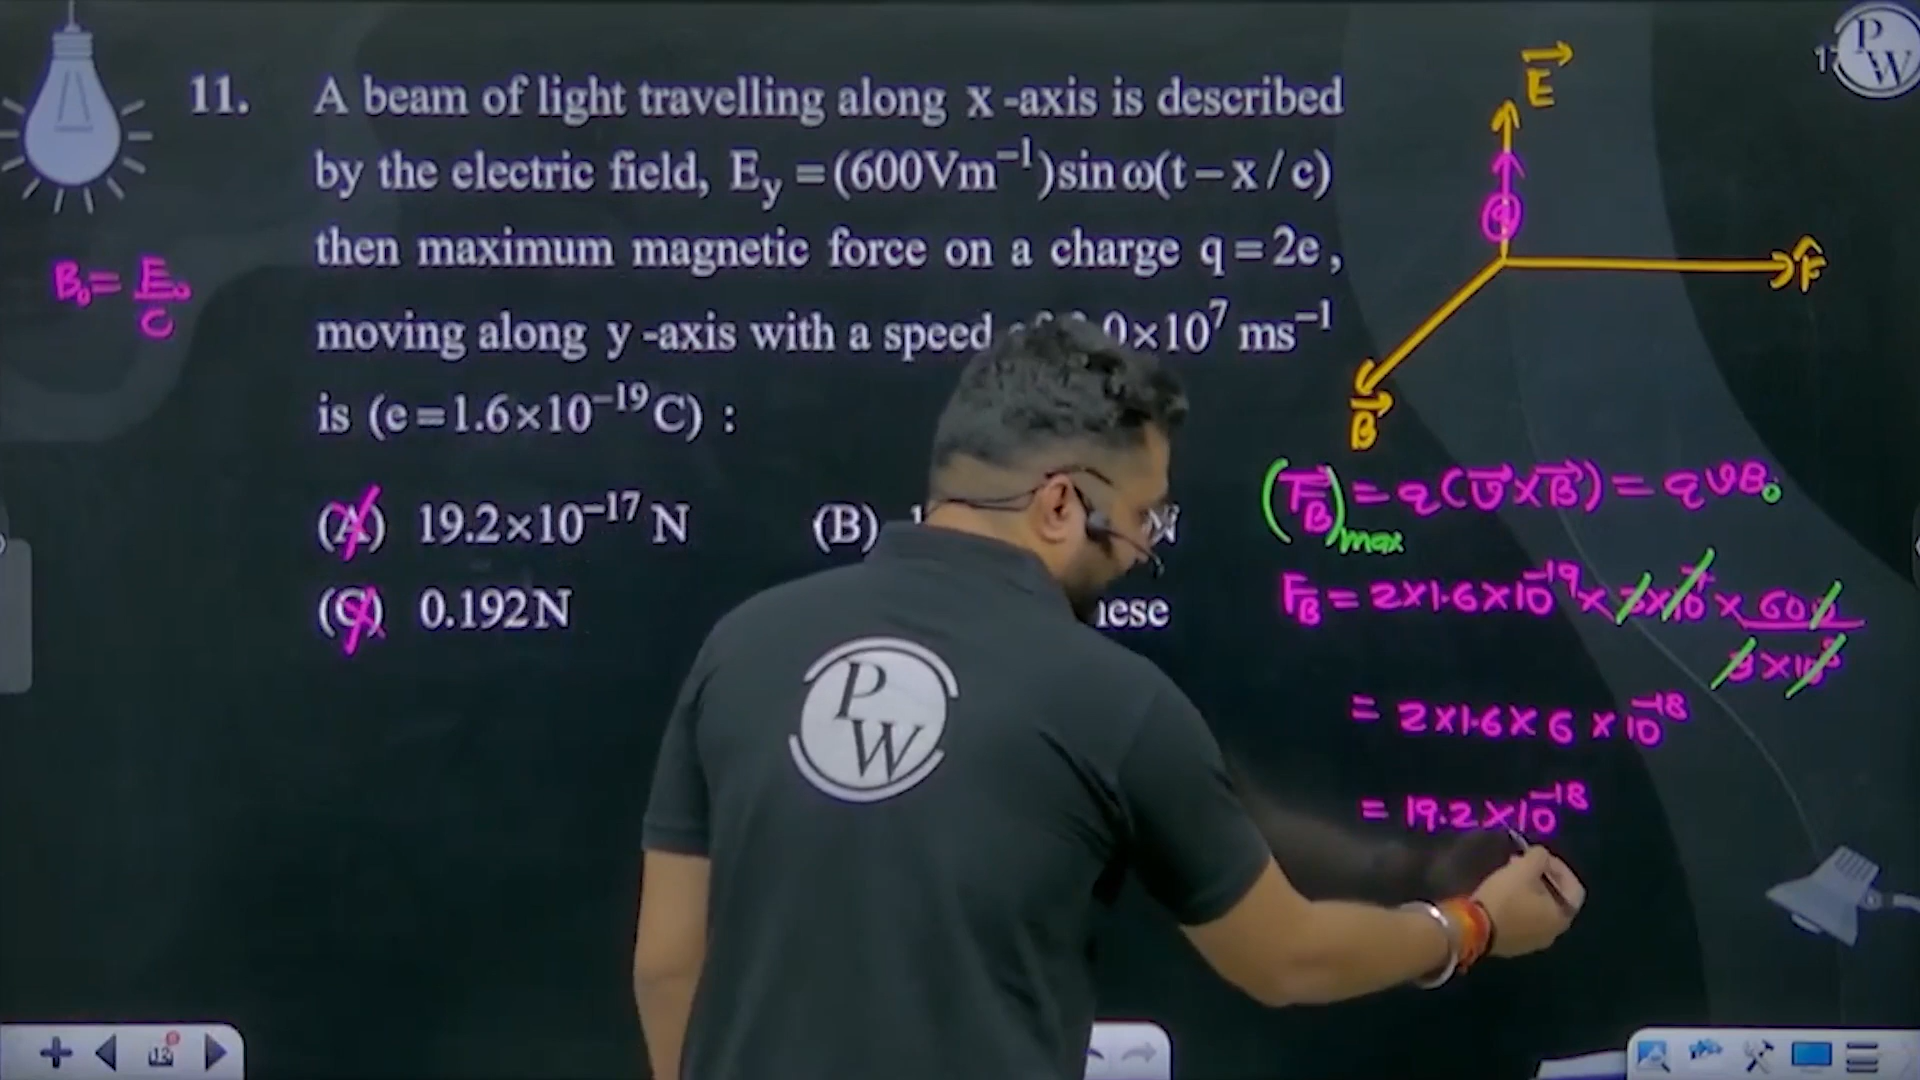 11. A beam of light travelling along x-axis is described
by the electric field, E_y = (600Vm⁻¹) sin ω(t − x / c)
then maximum magnetic force on a charge q = 2e,
moving along y-axis with a speed 0×10⁷ ms⁻¹
is (e = 1.6×10⁻¹⁹C) :
(A) 19.2×10⁻¹⁷ N (B) N
(C) 0.192N
B₀ = E₀/C
E
q
B
(F_B)max = q(v×B) = qvB₀
F_B = 2×1.6×10⁻¹⁹ × 3×10⁷ × 600/3×10⁸
= 2×1.6×6×10⁻¹⁸
= 19.2×10⁻¹⁸
PW
PW